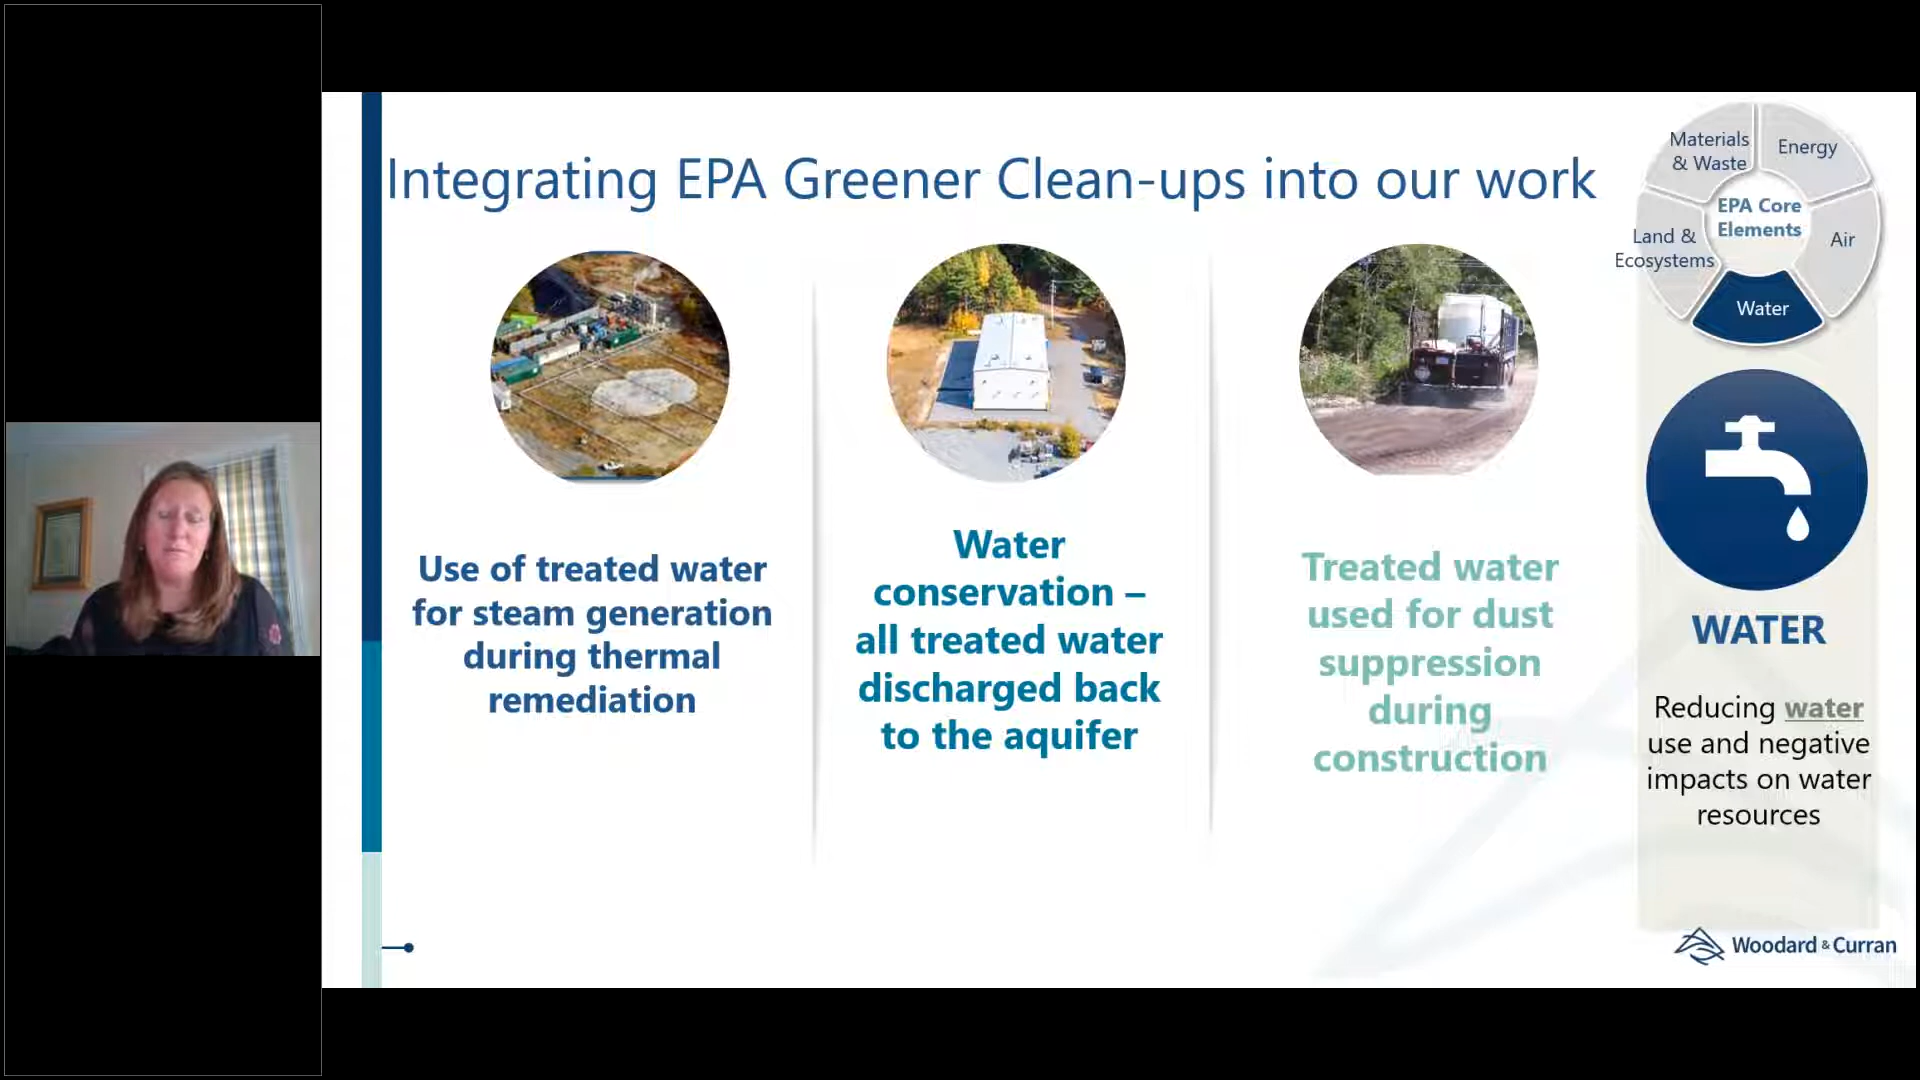 Integrating EPA Greener Clean-ups into our work
Use of treated water
for steam generation
during thermal
remediation
Water
conservation –
all treated water
discharged back
to the aquifer
Treated water
used for dust
suppression
during
construction
Materials
& Waste
Energy
EPA Core
Elements
Land &
Ecosystems
Air
Water
WATER
Reducing water
use and negative
impacts on water
resources
Woodard & Curran